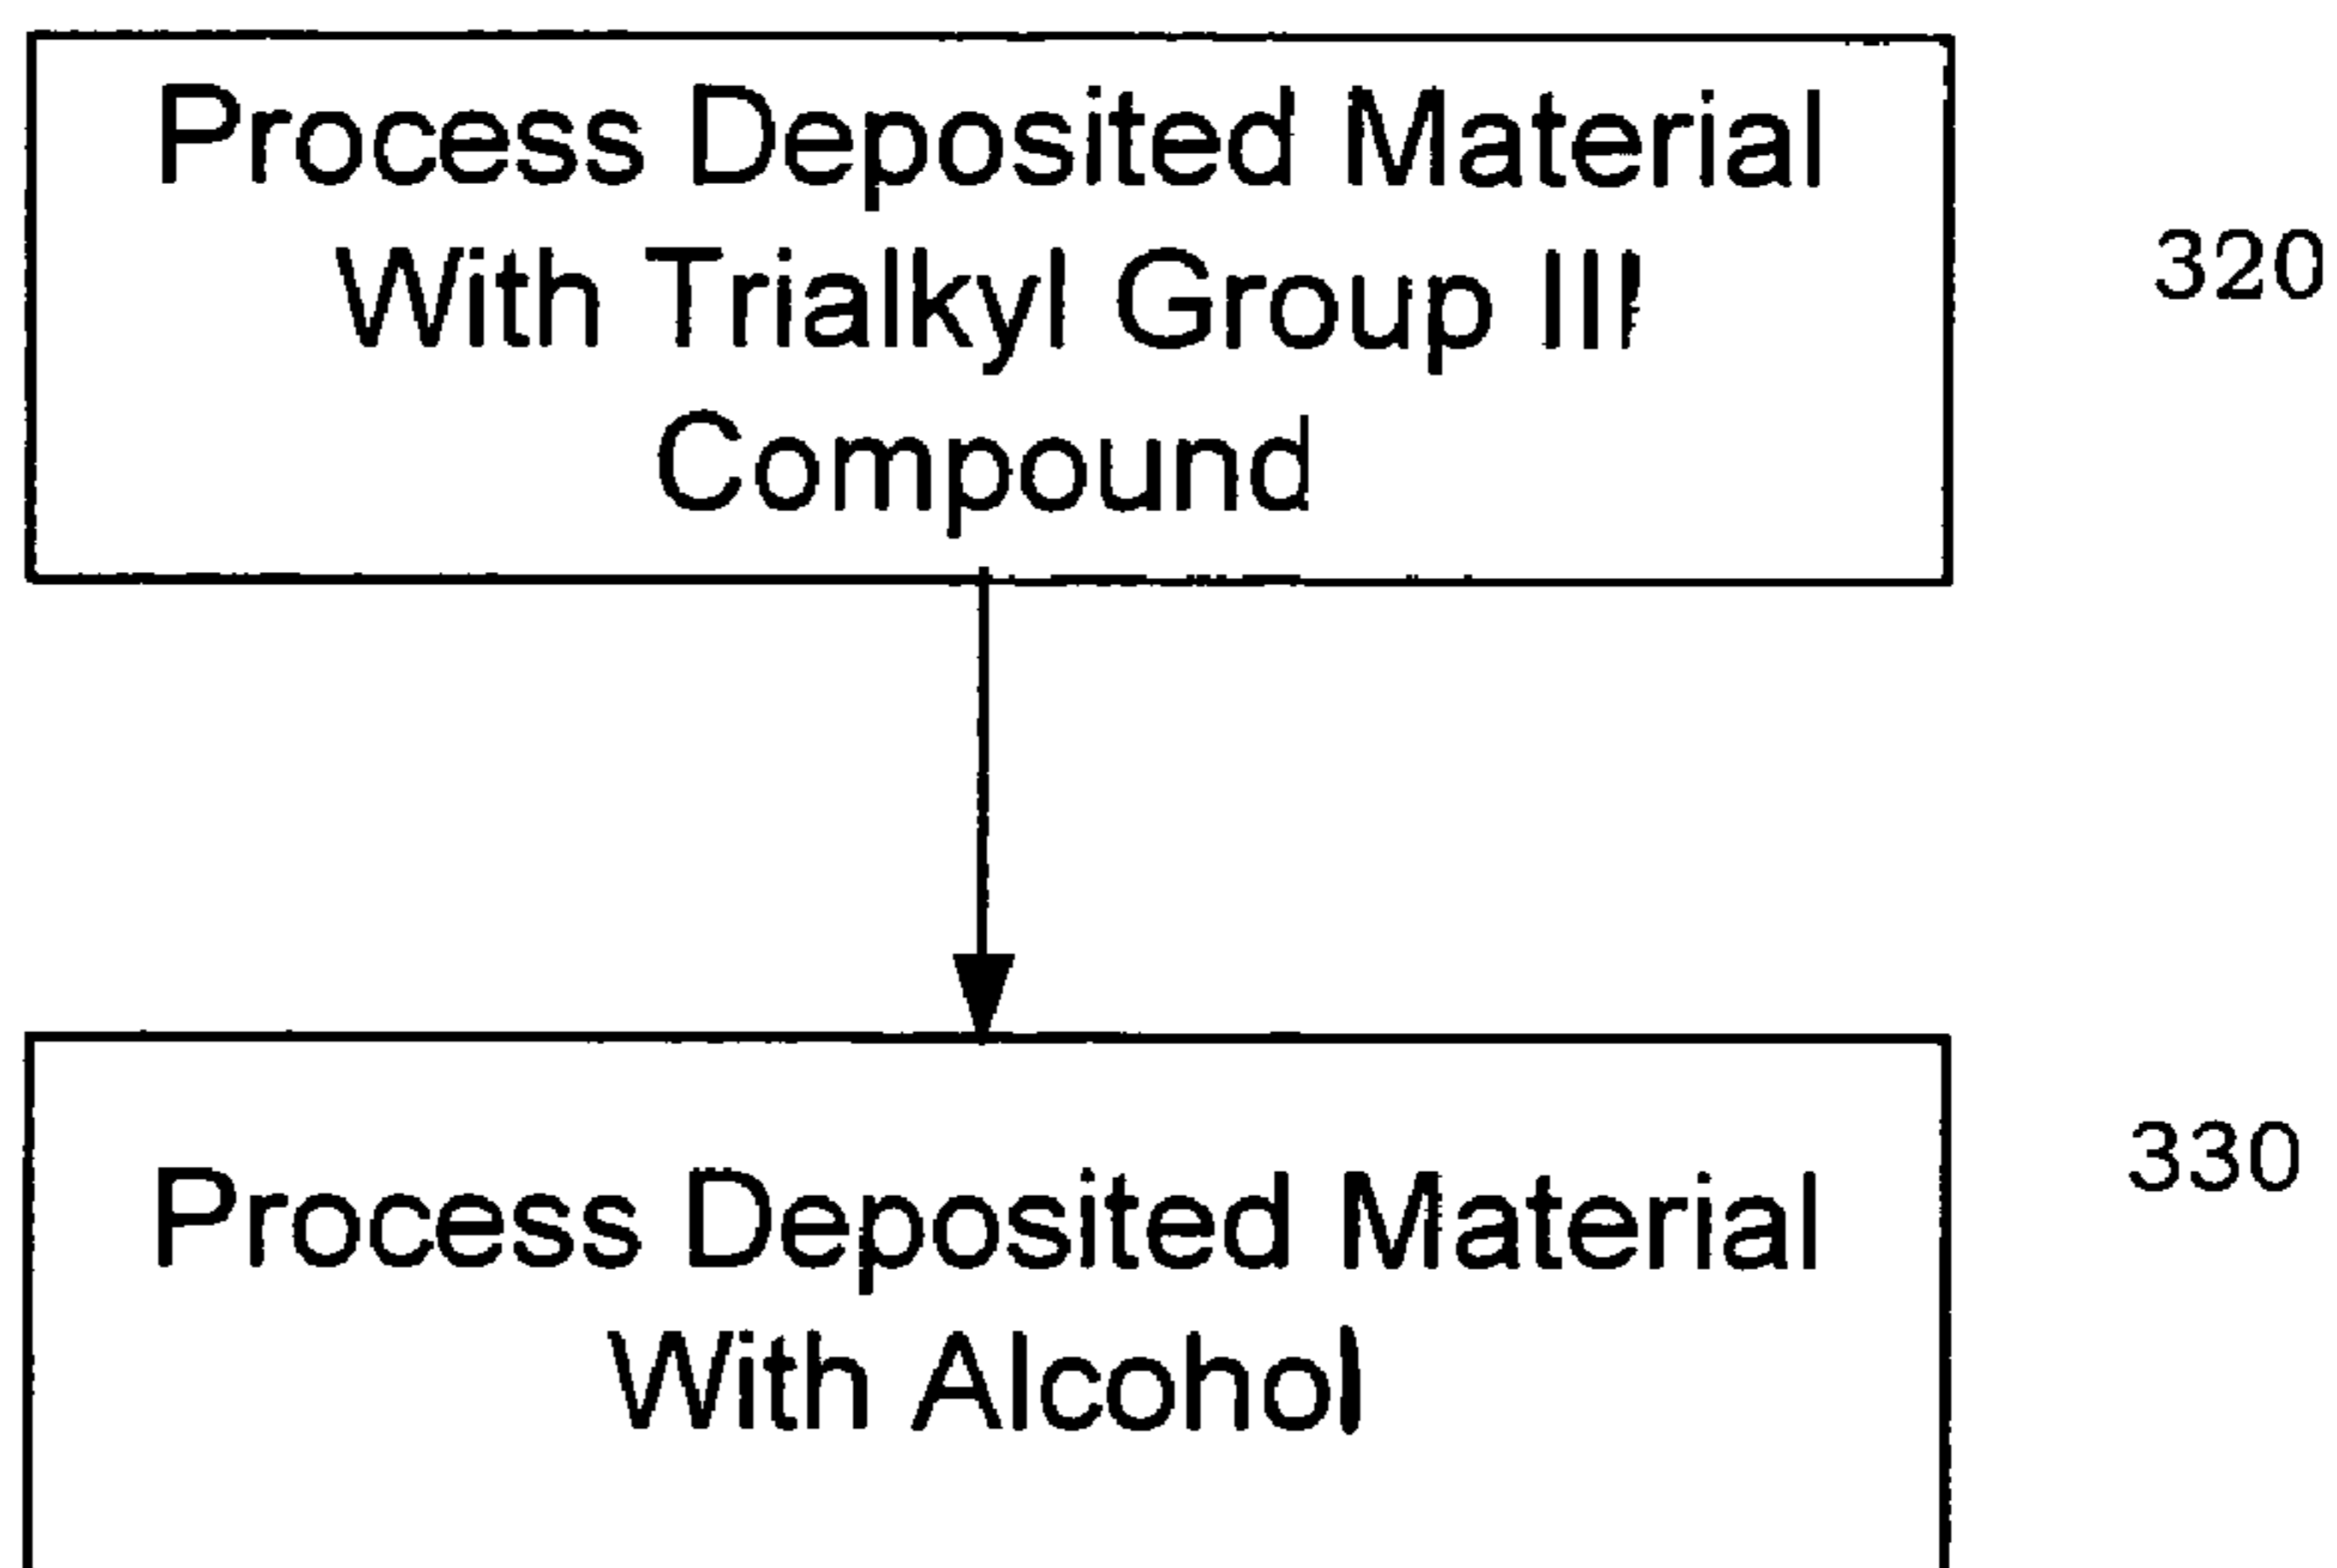 Process Deposited Material
With Trialkyl Group III
Compound
320
Process Deposited Material
With Alcohol
330